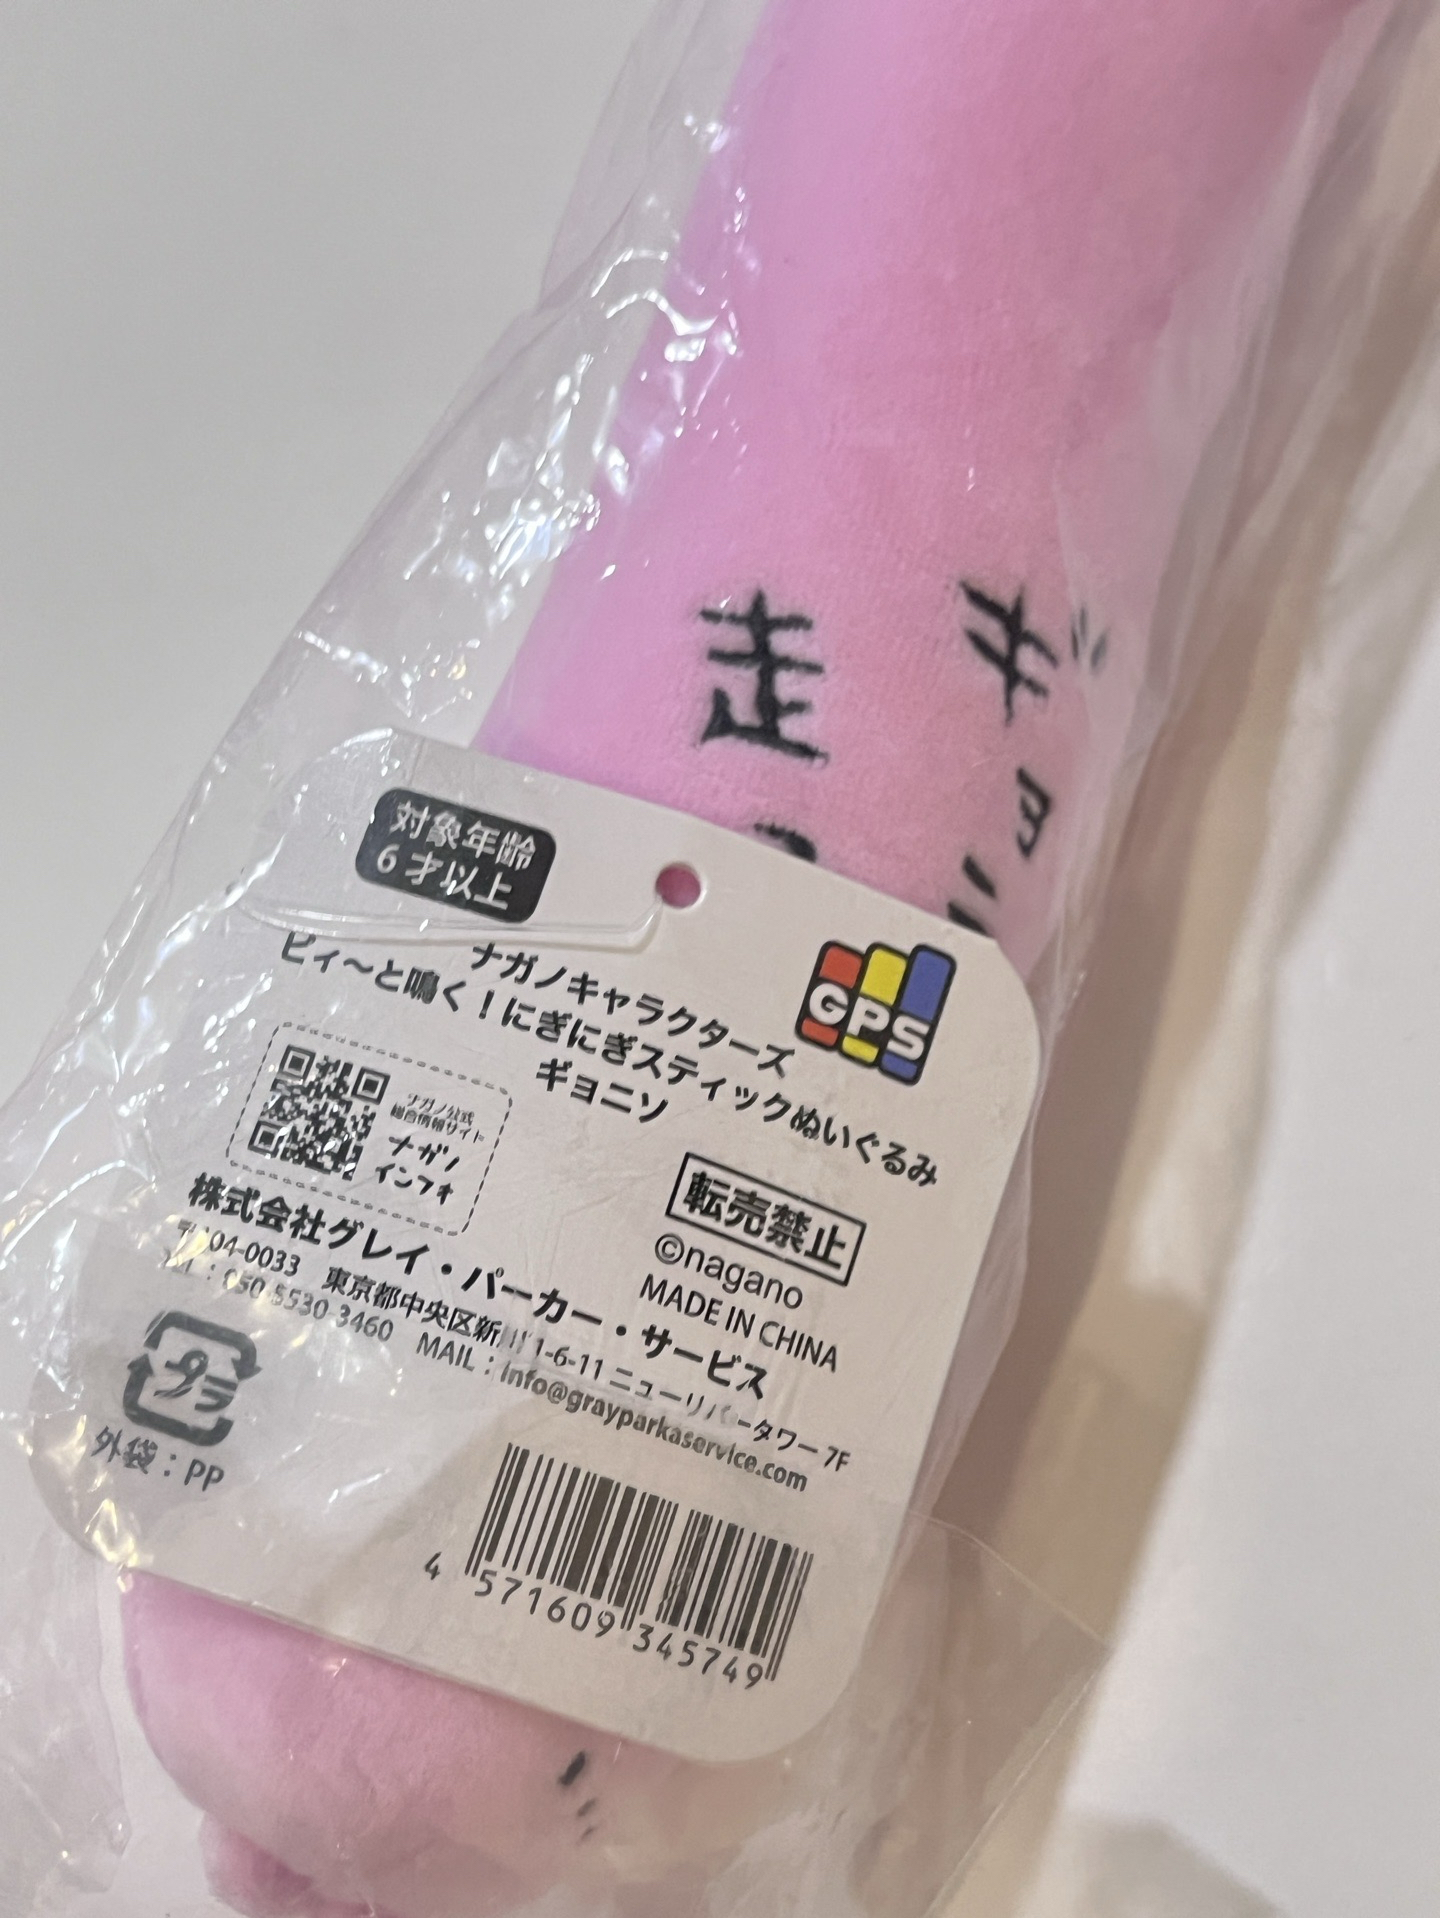 走
ギョ
対象年齢
6才以上
GPS
ナガノキャラクターズ
ピィ～と鳴く！にぎにぎスティックぬいぐるみ
ギョニソ
ナガノ公式
総合情報サイト
ナガノ
インフォ
転売禁止
©nagano
MADE IN CHINA
株式会社グレイ・パーカー・サービス
104-0033 東京都中央区新川1-6-11 ニューリバータワー 7F
TEL：050-5530-3460 MAIL：info@grayparkaservice.com
プラ
外袋：PP
4 571609 345749